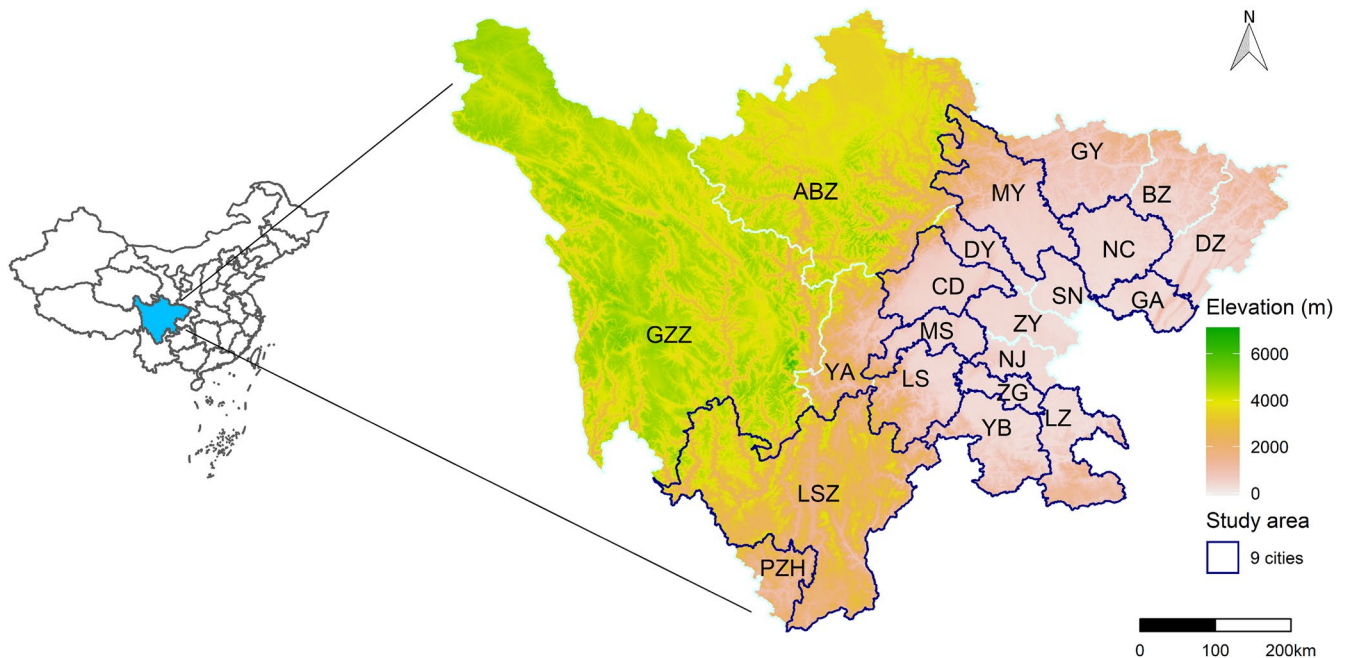 N
GY
ABZ
MY
BZ
NC
DZ
DY
CD
SN
GA
Elevation (m)
ZY
MS
GZZ
NJ
YA
LS
ZG
LZ
YB
6000
4000
2000
0
LSZ
Study area
9 cities
PZH
0 100 200km